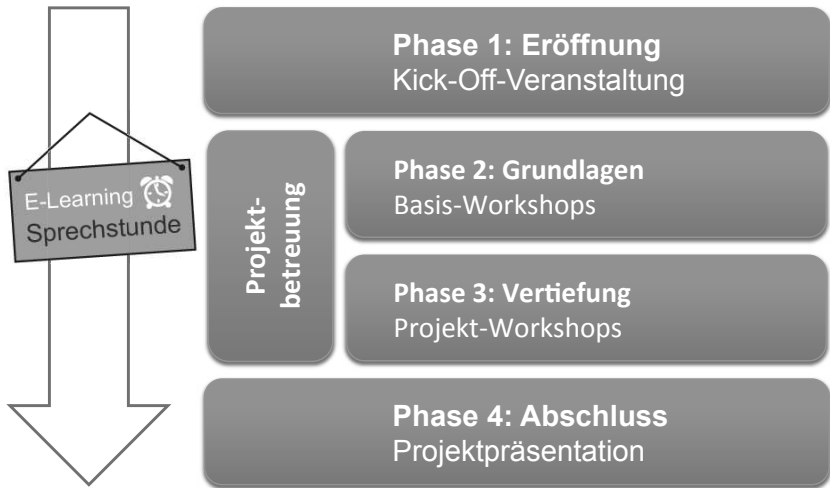 Phase 1: Eröffnung
Kick-Off-Veranstaltung
E-Learning
Sprechstunde
Projekt-
betreuung
Phase 2: Grundlagen
Basis-Workshops
Phase 3: Vertiefung
Projekt-Workshops
Phase 4: Abschluss
Projektpräsentation